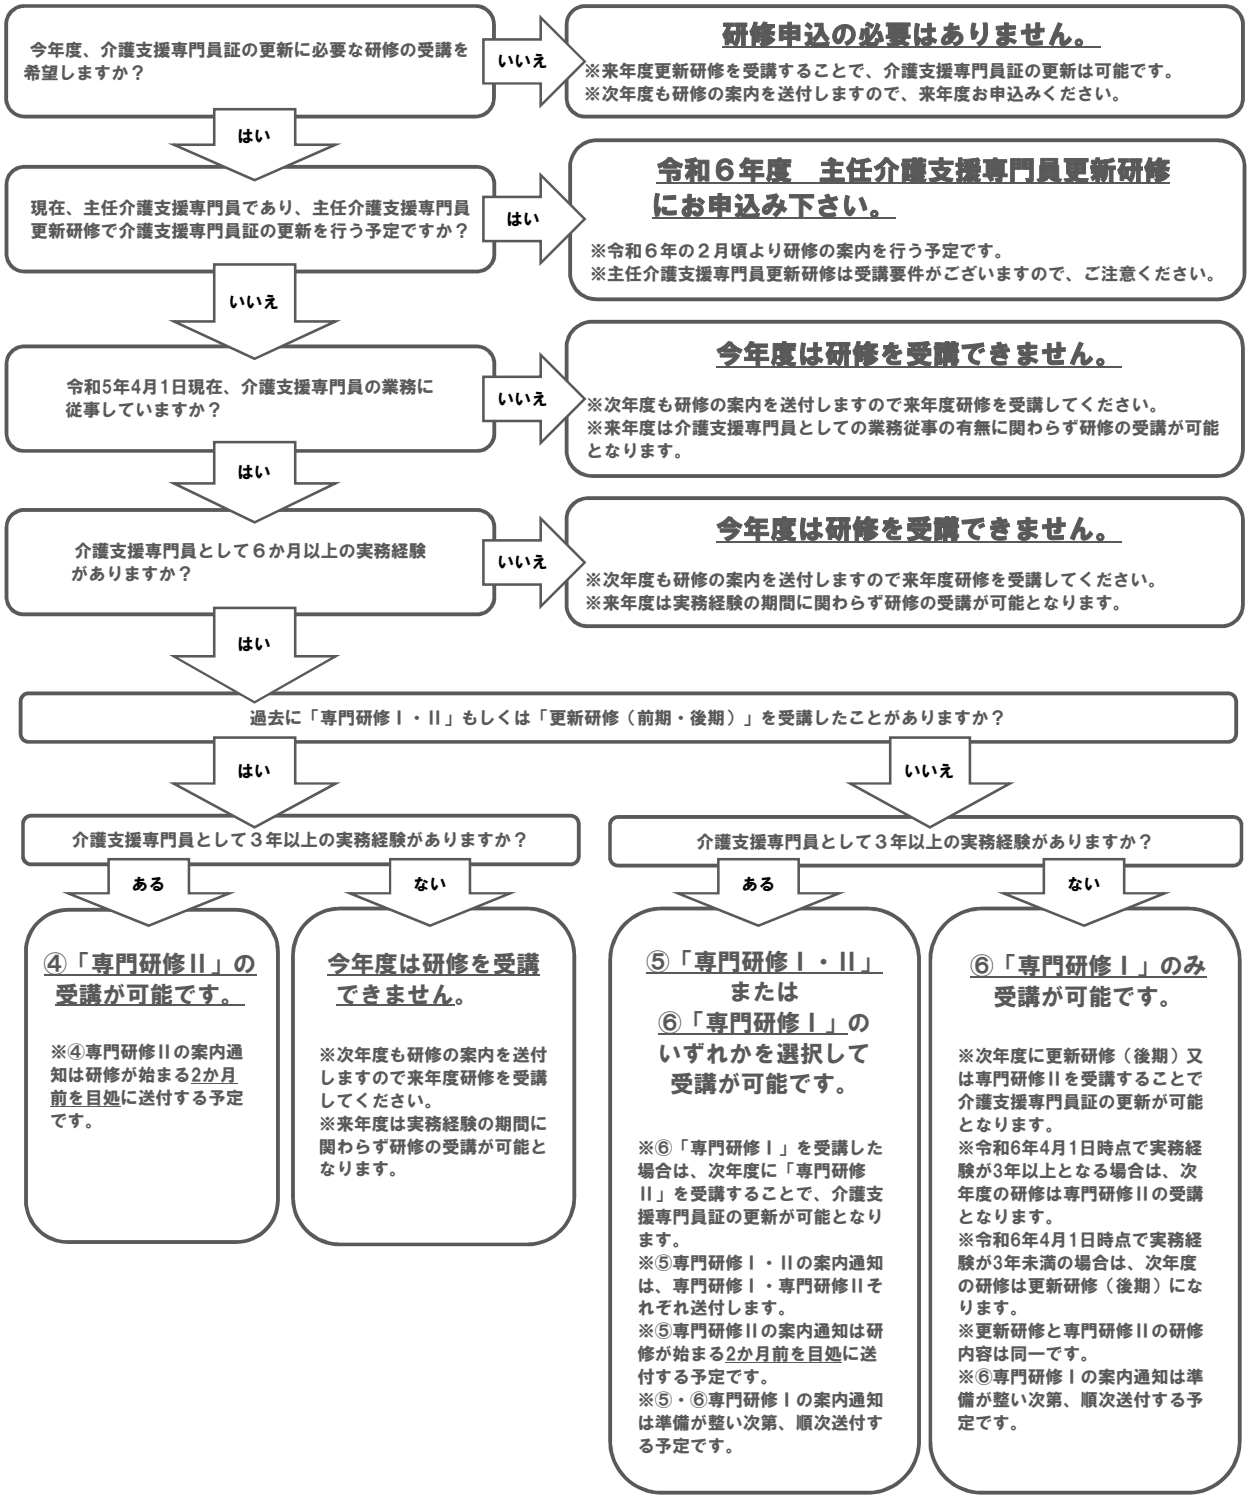 今年度、介護支援専門員証の更新に必要な研修の受講を
希望しますか？
いいえ
研修申込の必要はありません。
※来年度更新研修を受講することで、介護支援専門員証の更新は可能です。
※次年度も研修の案内を送付しますので、来年度お申込みください。
はい
現在、主任介護支援専門員であり、主任介護支援専門員
更新研修で介護支援専門員証の更新を行う予定ですか？
はい
令和６年度　主任介護支援専門員更新研修
にお申込み下さい。
※令和６年の２月頃より研修の案内を行う予定です。
※主任介護支援専門員更新研修は受講要件がございますので、ご注意ください。
いいえ
令和5年4月1日現在、介護支援専門員の業務に
従事していますか？
いいえ
今年度は研修を受講できません。
※次年度も研修の案内を送付しますので来年度研修を受講してください。
※来年度は介護支援専門員としての業務従事の有無に関わらず研修の受講が可能
となります。
はい
介護支援専門員として６か月以上の実務経験
がありますか？
いいえ
今年度は研修を受講できません。
※次年度も研修の案内を送付しますので来年度研修を受講してください。
※来年度は実務経験の期間に関わらず研修の受講が可能となります。
はい
過去に「専門研修Ⅰ・Ⅱ」もしくは「更新研修（前期・後期）」を受講したことがありますか？
はい
いいえ
介護支援専門員として３年以上の実務経験がありますか？
介護支援専門員として３年以上の実務経験がありますか？
ある
ない
ある
ない
④「専門研修Ⅱ」の
受講が可能です。
※④専門研修Ⅱの案内通
知は研修が始まる2か月
前を目処に送付する予定
です。
今年度は研修を受講
できません。
※次年度も研修の案内を送付
しますので来年度研修を受講
してください。
※来年度は実務経験の期間に
関わらず研修の受講が可能と
なります。
⑤「専門研修Ⅰ・Ⅱ」
または
⑥「専門研修Ⅰ」の
いずれかを選択して
受講が可能です。
※⑥「専門研修Ⅰ」を受講した
場合は、次年度に「専門研修
Ⅱ」を受講することで、介護支
援専門員証の更新が可能となり
ます。
※⑤専門研修Ⅰ・Ⅱの案内通知
は、専門研修Ⅰ・専門研修Ⅱそ
れぞれ送付します。
※⑤専門研修Ⅱの案内通知は研
修が始まる2か月前を目処に送
付する予定です。
※⑤・⑥専門研修Ⅰの案内通知
は準備が整い次第、順次送付す
る予定です。
⑥「専門研修Ⅰ」のみ
受講が可能です。
※次年度に更新研修（後期）又
は専門研修Ⅱを受講することで
介護支援専門員証の更新が可能
となります。
※令和6年4月1日時点で実務経
験が3年以上となる場合は、次
年度の研修は専門研修Ⅱの受講
となります。
※令和6年4月1日時点で実務経
験が3年未満の場合は、次年度
の研修は更新研修（後期）にな
ります。
※更新研修と専門研修Ⅱの研修
内容は同一です。
※⑥専門研修Ⅰの案内通知は準
備が整い次第、順次送付する予
定です。